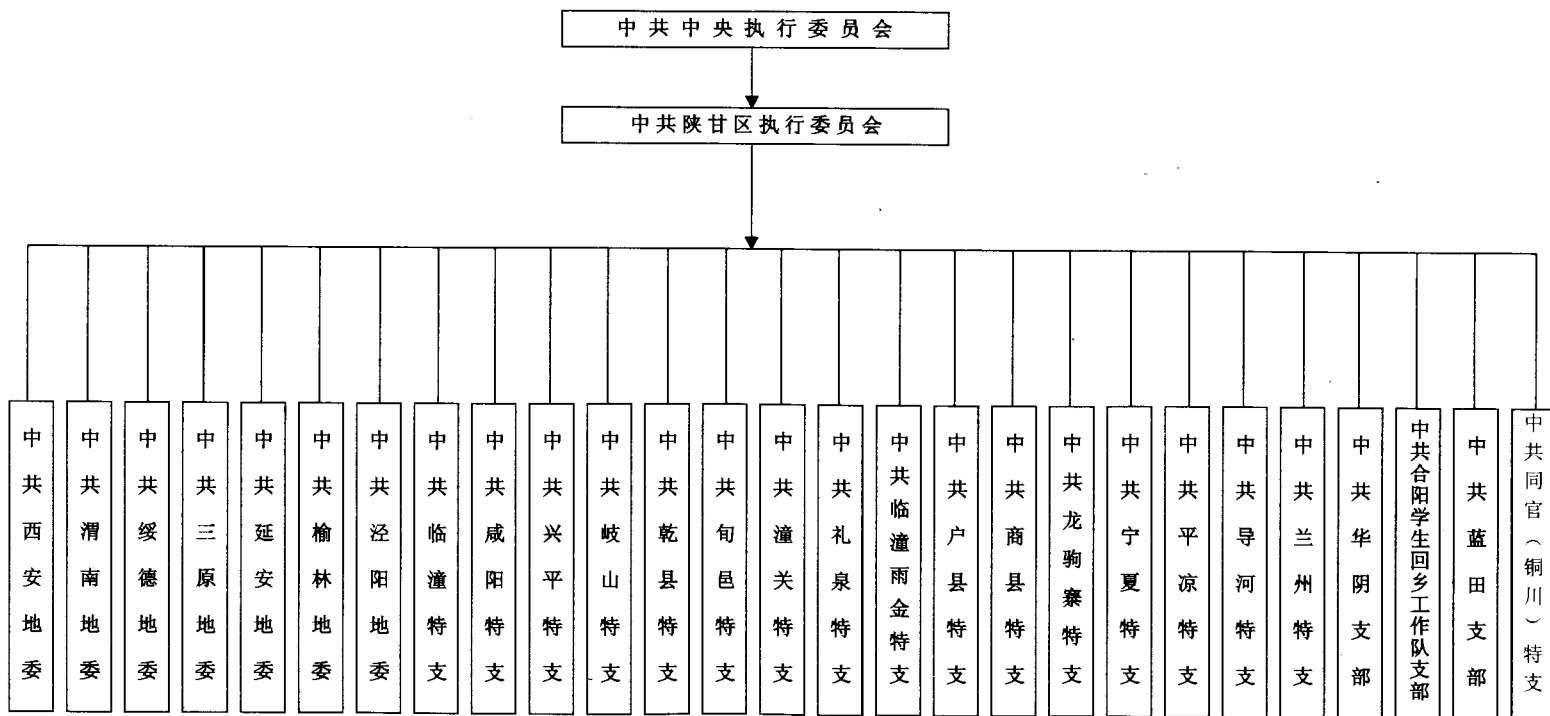 中共中央执行委员会
中共陕甘区执行委员会
中共西安地委
中共渭南地委
中共绥德地委
中共三原地委
中共延安地委
中共榆林地委
中共泾阳地委
中共临潼特支
中共咸阳特支
中共兴平特支
中共岐山特支
中共乾县特支
中共旬邑特支
中共潼关特支
中共礼泉特支
中共临潼雨金特支
中共户县特支
中共商县特支
中共龙驹寨特支
中共宁夏特支
中共平凉特支
中共导河特支
中共兰州特支
中共华阴支部
中共合阳学生回乡工作队支部
中共蓝田支部
中共同官（铜川）特支